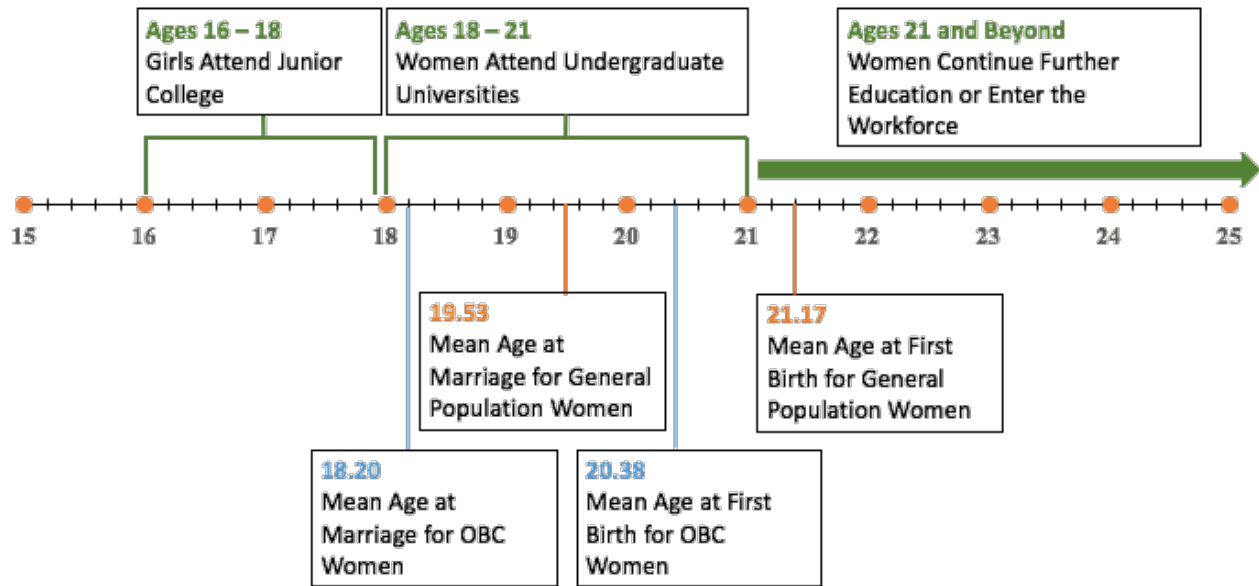 Ages 16 – 18
Girls Attend Junior
College
Ages 18 – 21
Women Attend Undergraduate
Universities
Ages 21 and Beyond
Women Continue Further
Education or Enter the
Workforce
15 16 17 18 19 20 21 22 23 24 25
19.53
Mean Age at
Marriage for General
Population Women
21.17
Mean Age at First
Birth for General
Population Women
18.20
Mean Age at
Marriage for OBC
Women
20.38
Mean Age at First
Birth for OBC
Women